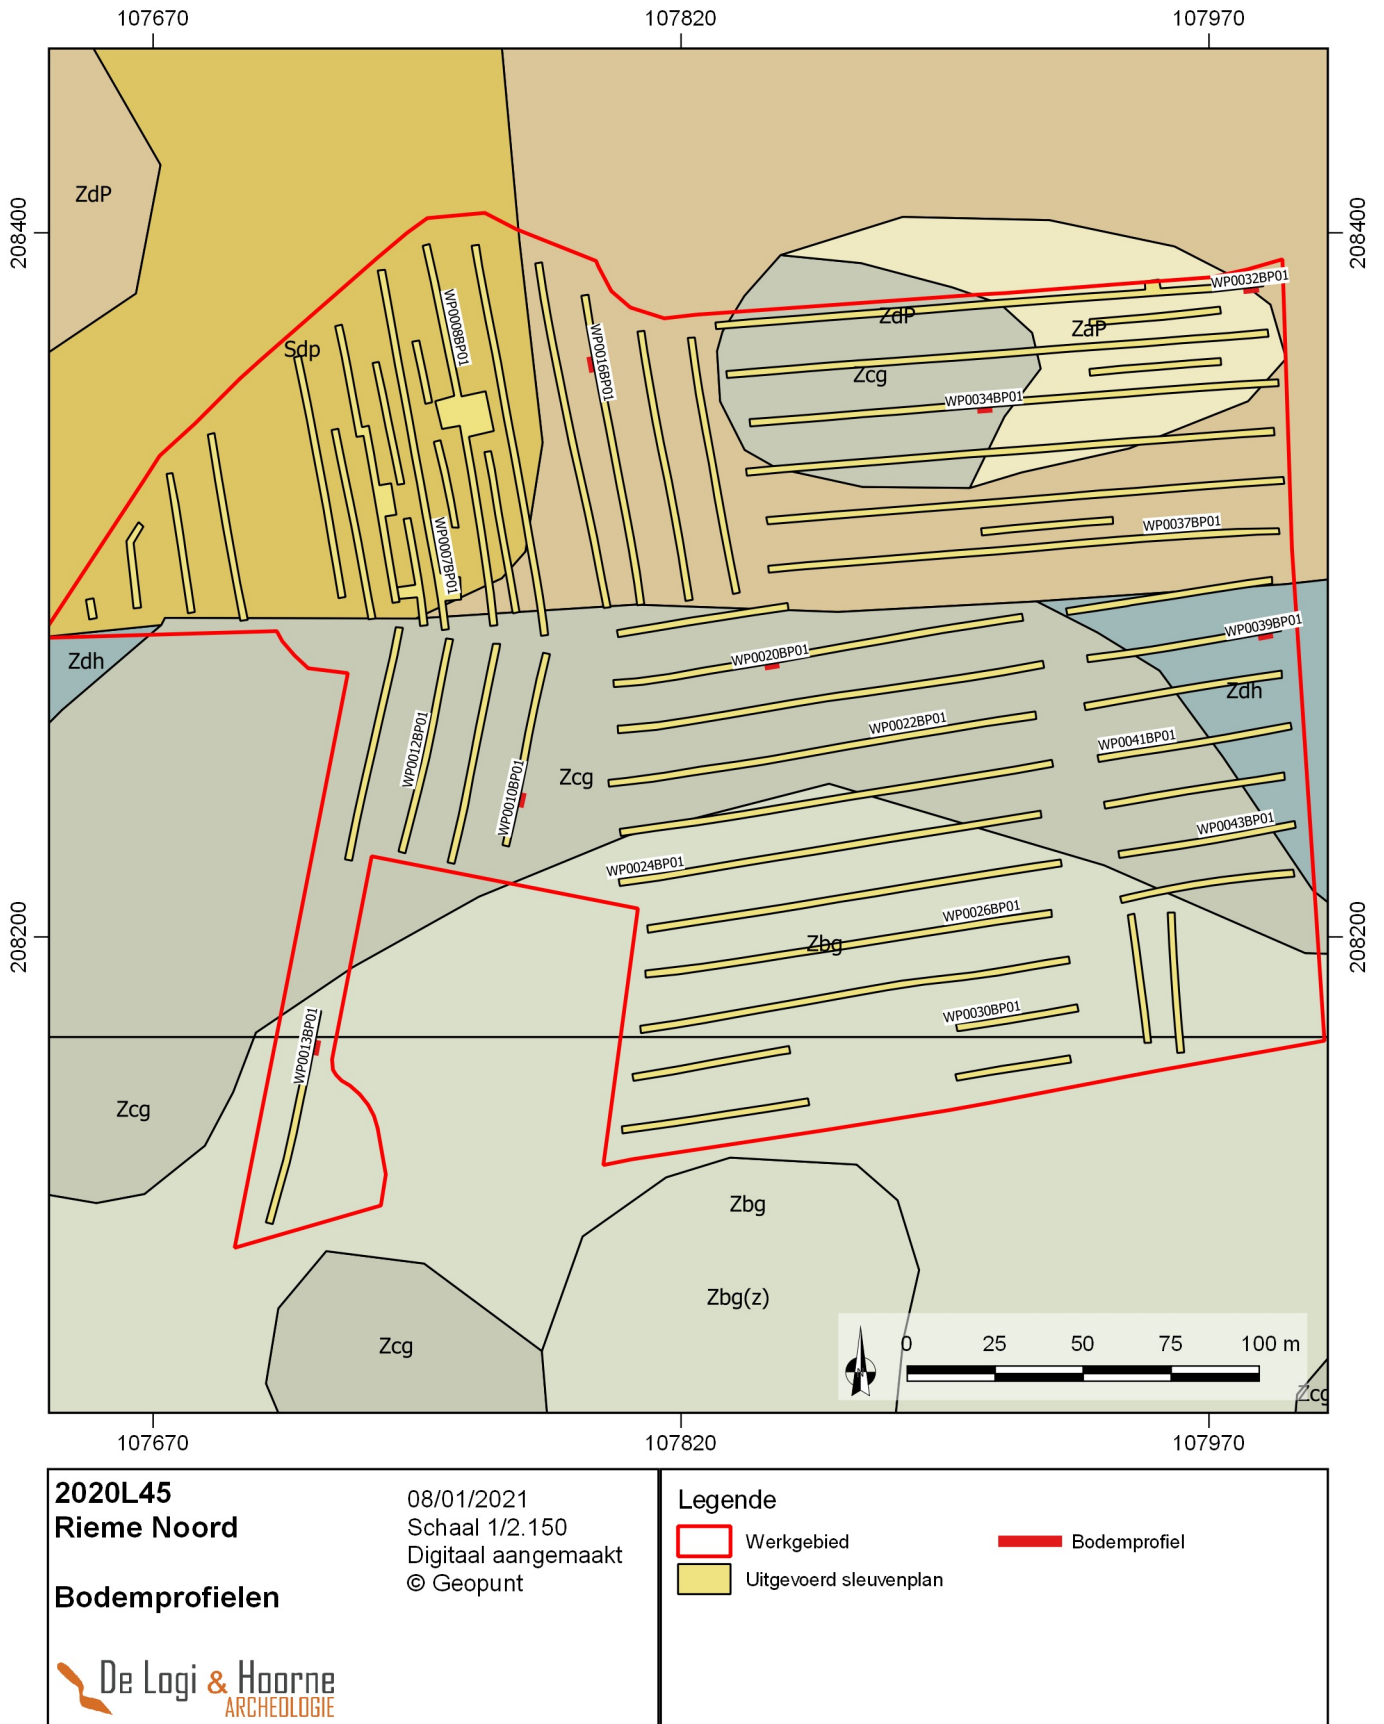 107670
107820
107970
208400
208400
ZdP
Sdp
WP0008BP01
WP0016BP01
WP0032BP01
ZdP
ZaP
Zcg
WP0034BP01
WP0007BP01
WP0037BP01
Zdh
WP0039BP01
WP0020BP01
Zdh
WP0022BP01
WP0012BP01
WP0041BP01
Zcg
WP0010BP01
WP0043BP01
WP0024BP01
WP0026BP01
Zbg
208200
208200
WP0030BP01
WP0013BP01
Zcg
Zbg
Zbg(z)
Zcg
0 25 50 75 100 m
Zcg
107670
107820
107970
2020L45
Rieme Noord
Bodemprofielen
08/01/2021
Schaal 1/2.150
Digitaal aangemaakt
© Geopunt
De Logi & Hoorne
ARCHEOLOGIE
Legende
Werkgebied
Bodemprofiel
Uitgevoerd sleuvenplan